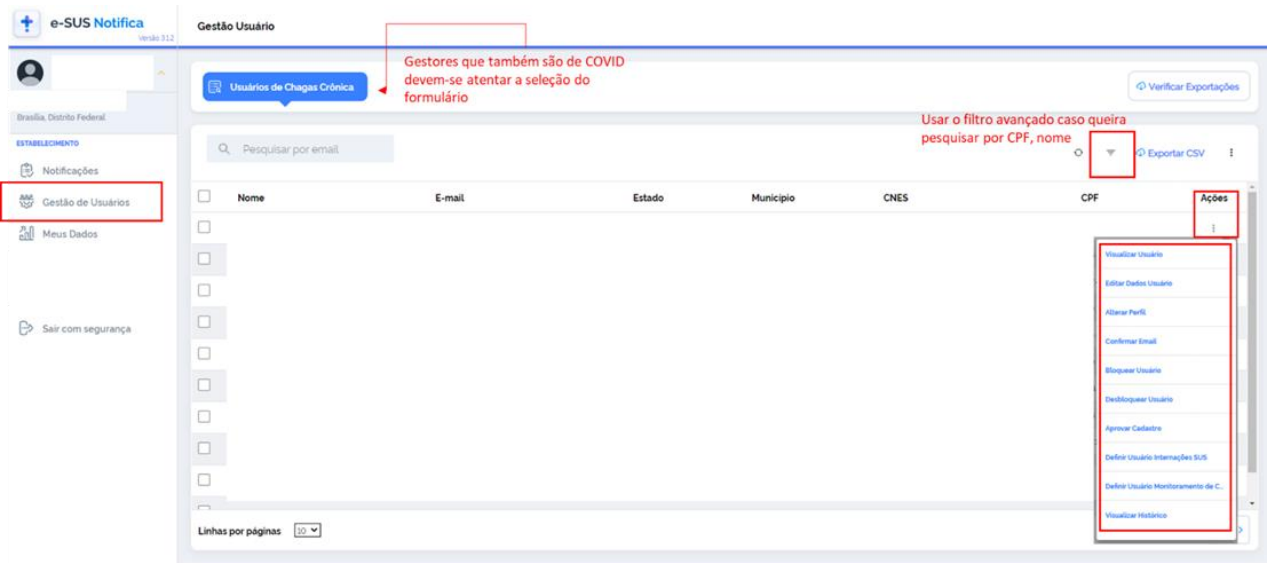 e-SUS Notifica
Versão 3.1.2
Gestão Usuário
Gestores que também são de COVID
devem-se atentar a seleção do
formulário
Usuários de Chagas Crônica
Verificar Exportações
Brasília, Distrito Federal
Usar o filtro avançado caso queira
pesquisar por CPF, nome
ESTABELECIMENTO
Pesquisar por email
Exportar CSV
Notificações
Gestão de Usuários
Meus Dados
Sair com segurança
Nome E-mail Estado Município CNES CPF Ações
Visualizar Usuário
Editar Dados Usuário
Alterar Perfil
Confirmar Email
Bloquear Usuário
Desbloquear Usuário
Aprovar Cadastro
Definir Usuário Internações SUS
Definir Usuário Monitoramento de C...
Visualizar Histórico
Linhas por páginas 10